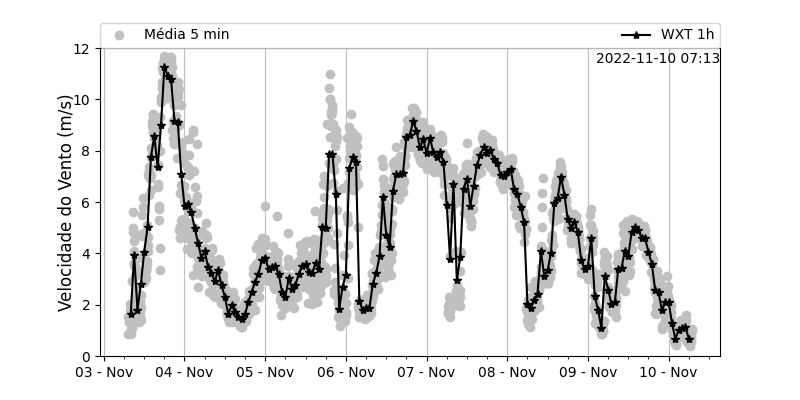 Média 5 min
WXT 1h
2022-11-10 07:13
Velocidade do Vento (m/s)
12
10
8
6
4
2
0
03 - Nov
04 - Nov
05 - Nov
06 - Nov
07 - Nov
08 - Nov
09 - Nov
10 - Nov